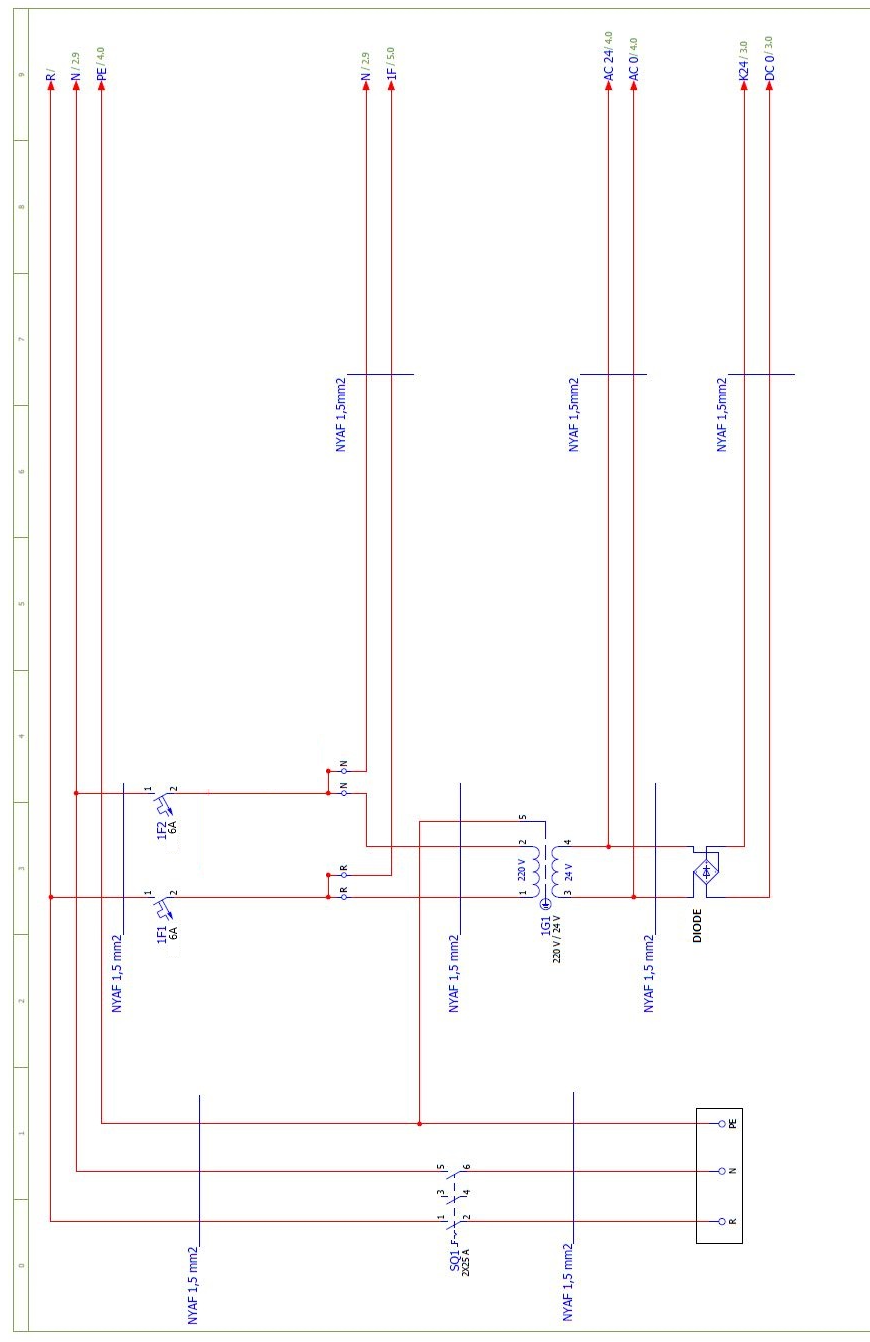 R /
N / 2.9
PE / 4.0
N / 2.9
1F / 5.0
AC 24 / 4.0
AC 0 / 4.0
K24 / 3.0
DC 0 / 3.0
9
8
7
NYAF 1,5mm2
NYAF 1,5mm2
NYAF 1,5mm2
6
5
4
N
N
1
2
1F2
6A
3
R
R
1
2
1F1
6A
5
2
4
220 V
24 V
1
3
1G1
220 V / 24 V
DIODE
NYAF 1,5 mm2
NYAF 1,5 mm2
NYAF 1,5 mm2
2
1
PE
N
R
5
6
3
4
1
2
SQ1
2X25 A
NYAF 1,5 mm2
NYAF 1,5 mm2
0